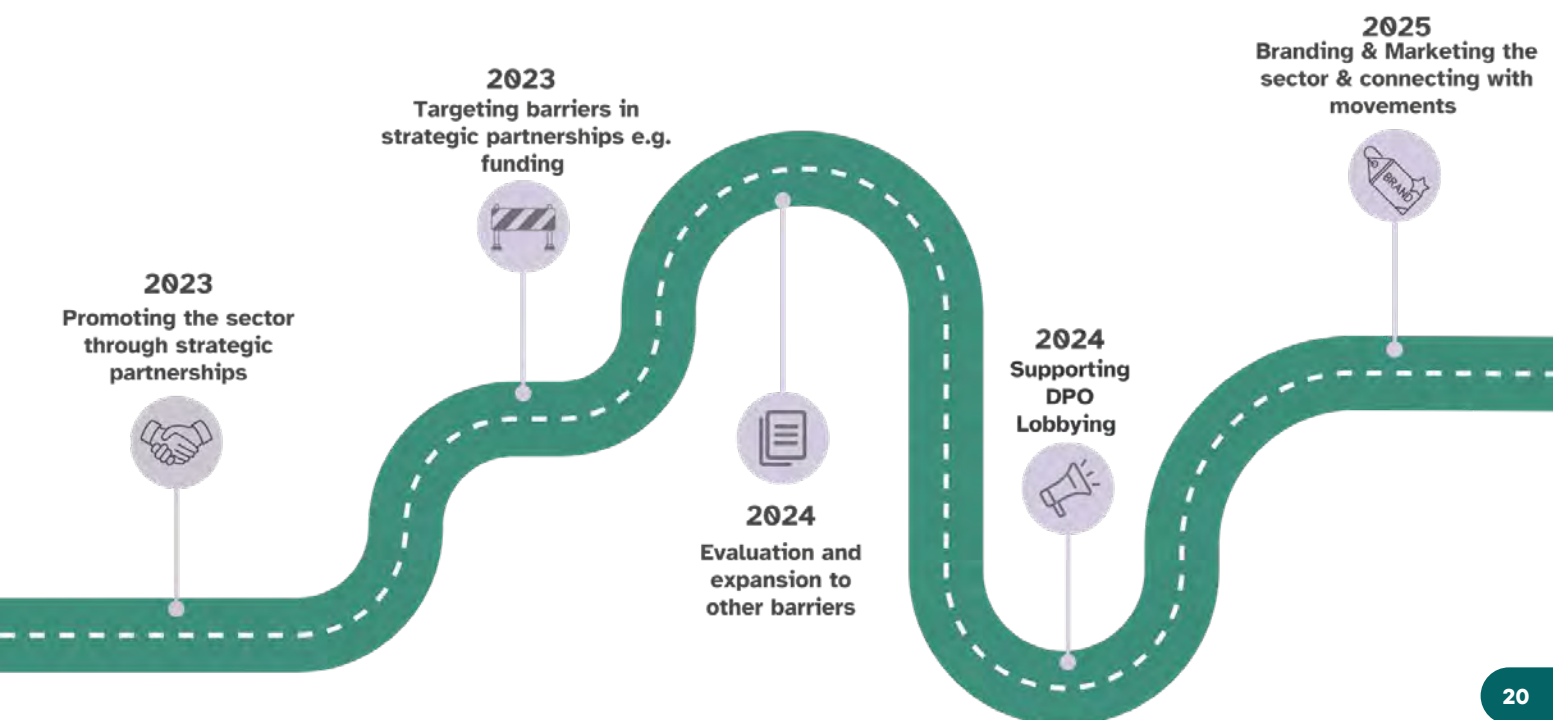 2023
Promoting the sector
through strategic
partnerships
2023
Targeting barriers in
strategic partnerships e.g.
funding
2024
Evaluation and
expansion to
other barriers
2024
Supporting
DPO
Lobbying
2025
Branding & Marketing the
sector & connecting with
movements
BRAND
20